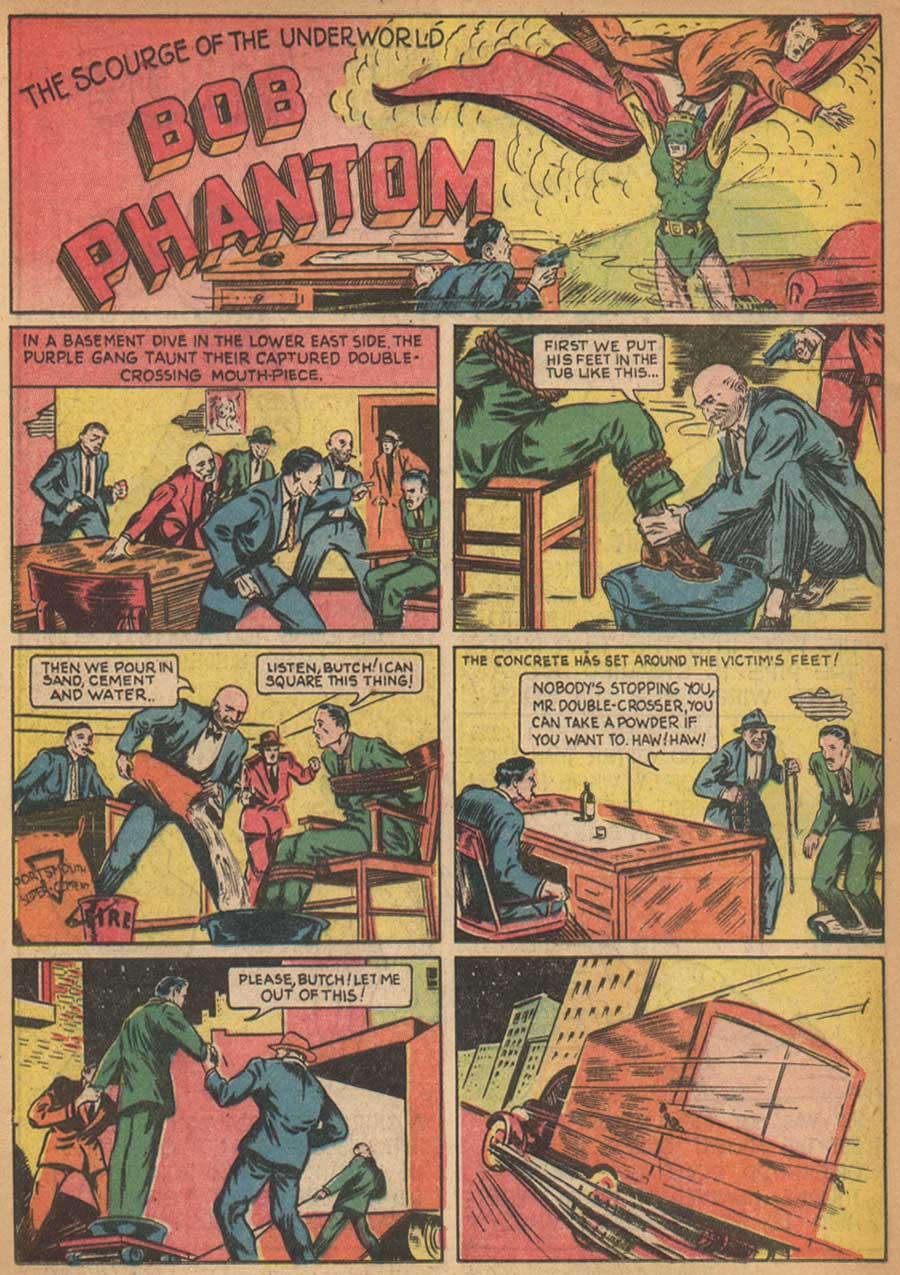 THE SCOURGE OF THE UNDERWORLD
BOB
PHANTOM
IN A BASEMENT DIVE IN THE LOWER EAST SIDE, THE
PURPLE GANG TAUNT THEIR CAPTURED DOUBLE-
CROSSING MOUTH-PIECE.
FIRST WE PUT
HIS FEET IN THE
TUB LIKE THIS...
THEN WE POUR IN
SAND, CEMENT
AND WATER..
LISTEN, BUTCH! I CAN
SQUARE THIS THING!
PORTSMOUTH
SUPER CEMENT
FIRE
THE CONCRETE HAS SET AROUND THE VICTIM'S FEET!
NOBODY'S STOPPING YOU,
MR. DOUBLE-CROSSER, YOU
CAN TAKE A POWDER IF
YOU WANT TO. HAW! HAW!
PLEASE, BUTCH! LET ME
OUT OF THIS!